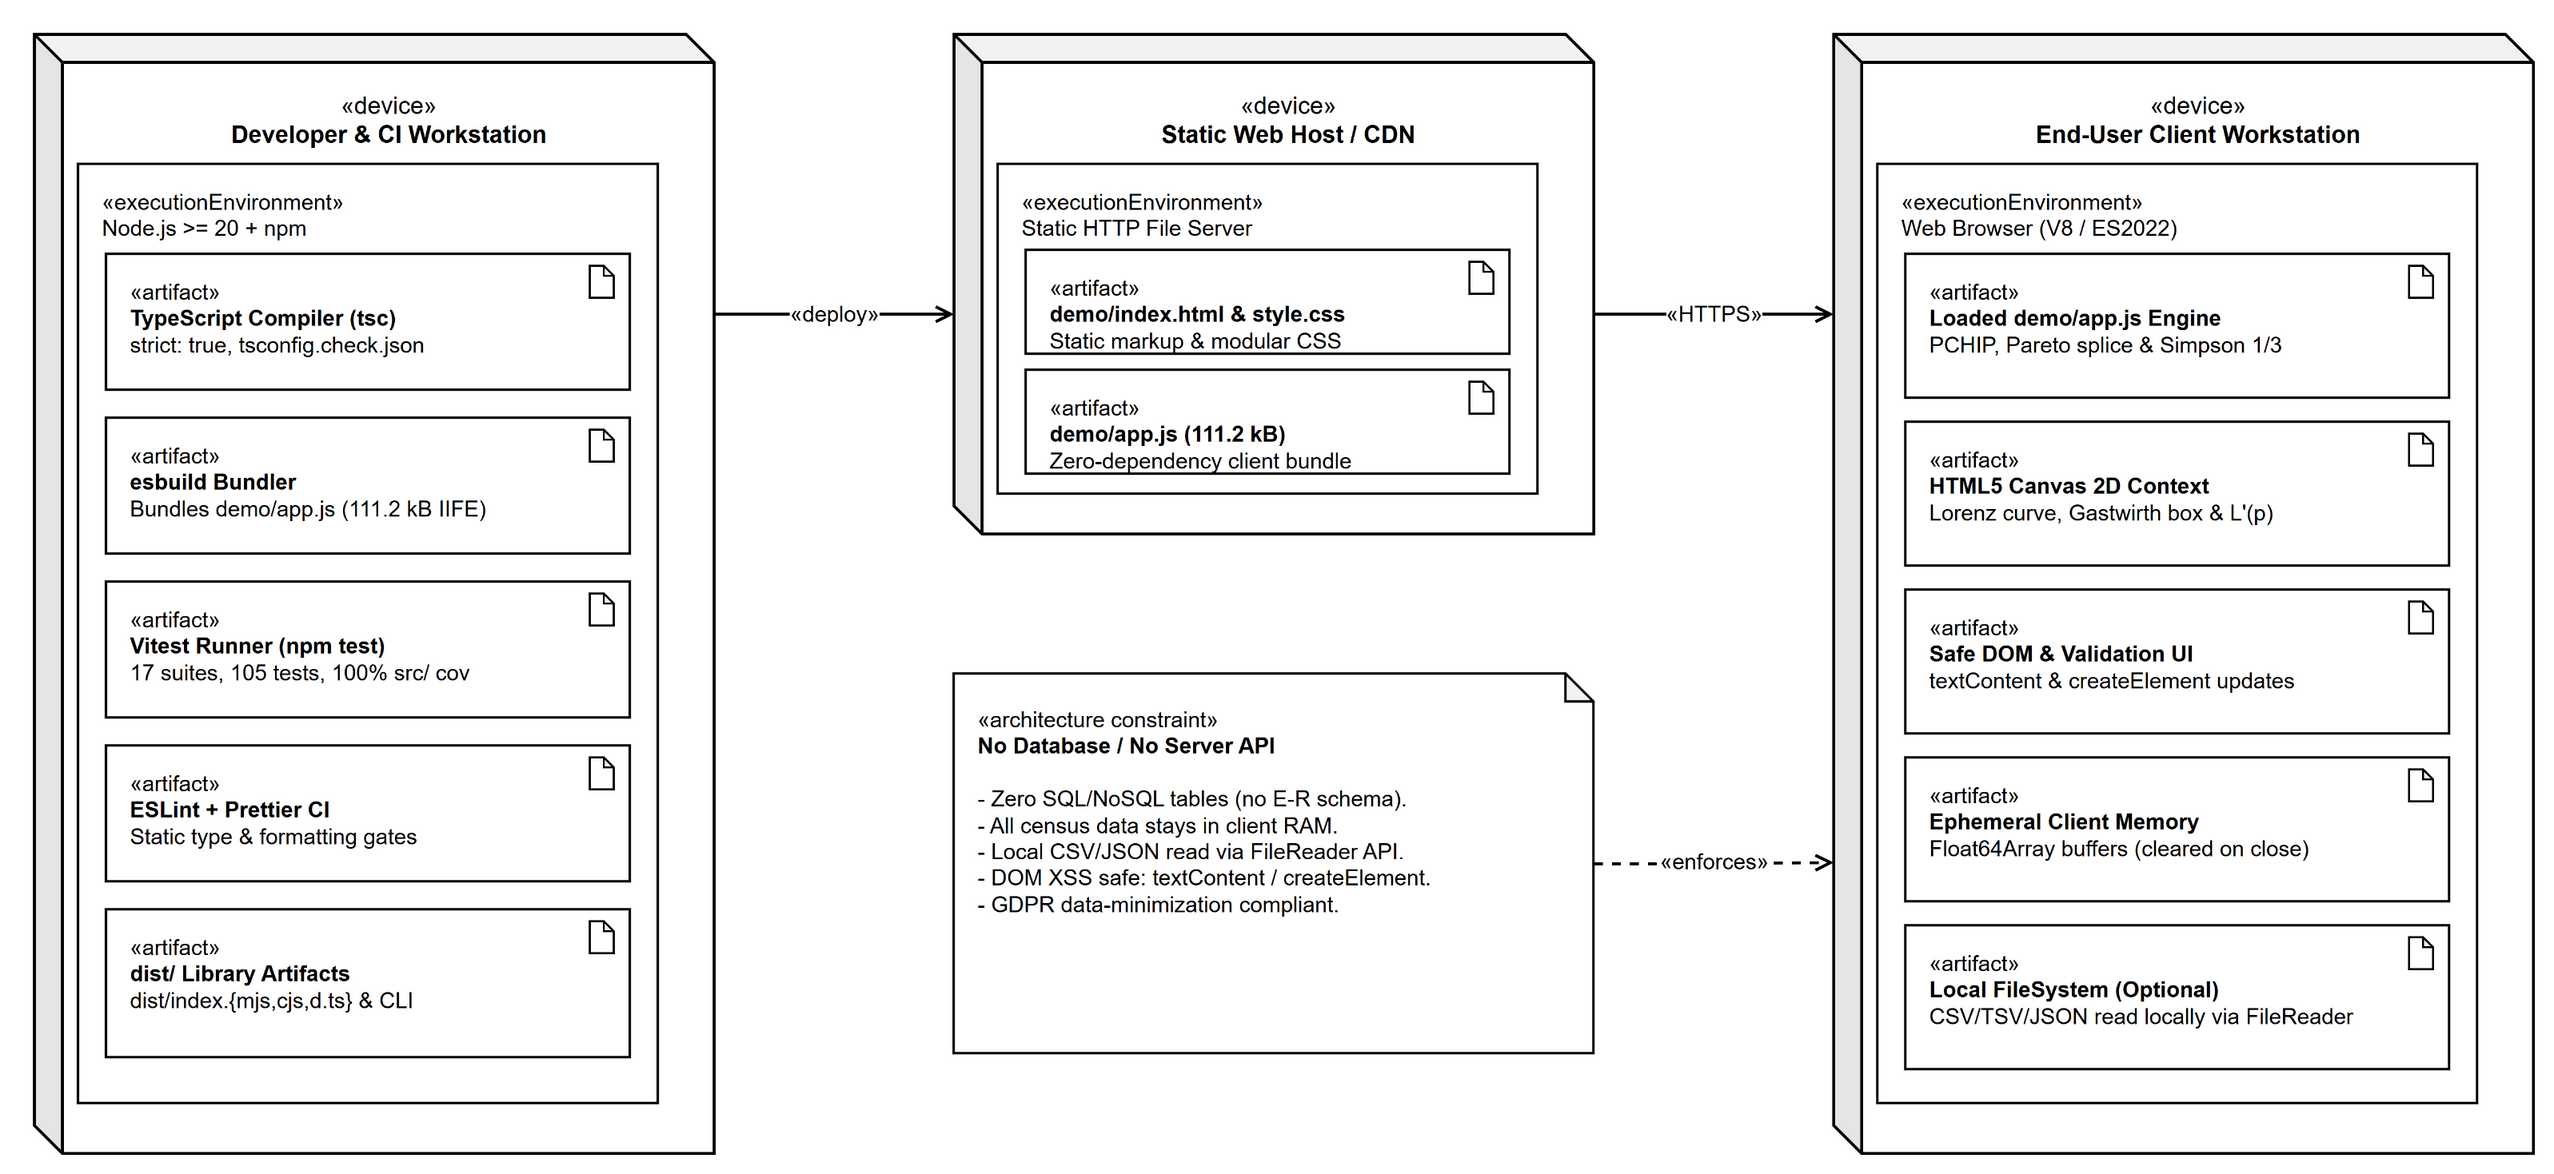 «device»
Developer & CI Workstation
«executionEnvironment»
Node.js >= 20 + npm
«artifact»
TypeScript Compiler (tsc)
strict: true, tsconfig.check.json
«artifact»
esbuild Bundler
Bundles demo/app.js (111.2 kB IIFE)
«artifact»
Vitest Runner (npm test)
17 suites, 105 tests, 100% src/ cov
«artifact»
ESLint + Prettier CI
Static type & formatting gates
«artifact»
dist/ Library Artifacts
dist/index.{mjs,cjs,d.ts} & CLI
«deploy»
«device»
Static Web Host / CDN
«executionEnvironment»
Static HTTP File Server
«artifact»
demo/index.html & style.css
Static markup & modular CSS
«artifact»
demo/app.js (111.2 kB)
Zero-dependency client bundle
«HTTPS»
«architecture constraint»
No Database / No Server API
- Zero SQL/NoSQL tables (no E-R schema).
- All census data stays in client RAM.
- Local CSV/JSON read via FileReader API.
- DOM XSS safe: textContent / createElement.
- GDPR data-minimization compliant.
«enforces»
«device»
End-User Client Workstation
«executionEnvironment»
Web Browser (V8 / ES2022)
«artifact»
Loaded demo/app.js Engine
PCHIP, Pareto splice & Simpson 1/3
«artifact»
HTML5 Canvas 2D Context
Lorenz curve, Gastwirth box & L'(p)
«artifact»
Safe DOM & Validation UI
textContent & createElement updates
«artifact»
Ephemeral Client Memory
Float64Array buffers (cleared on close)
«artifact»
Local FileSystem (Optional)
CSV/TSV/JSON read locally via FileReader